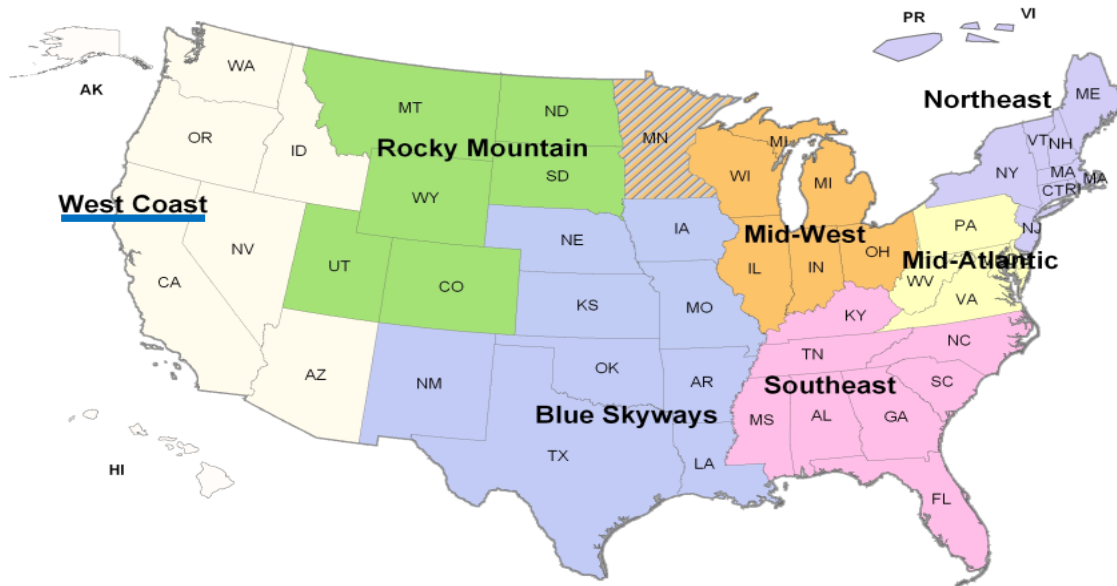 PR
VI
AK
WA
ME
Northeast
MT
ND
MN
MI
VT
NH
OR
ID
Rocky Mountain
WI
MI
NY
MA
MA
CT
RI
SD
WY
West Coast
NE
IA
Mid-West
PA
NJ
NV
UT
CO
IL
IN
OH
Mid-Atlantic
WV
CA
KS
MO
VA
KY
AZ
NM
OK
AR
TN
NC
Southeast
SC
Blue Skyways
MS
AL
GA
HI
TX
LA
FL